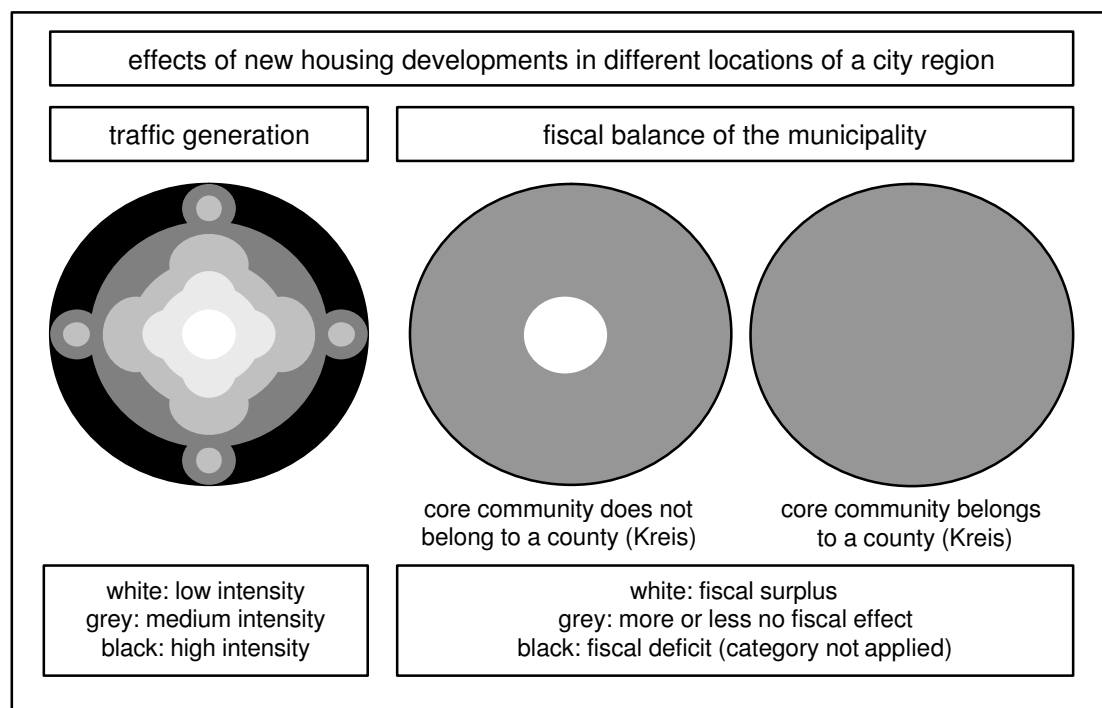 effects of new housing developments in different locations of a city region
traffic generation
fiscal balance of the municipality
core community does not
belong to a county (Kreis)
core community belongs
to a county (Kreis)
white: low intensity
grey: medium intensity
black: high intensity
white: fiscal surplus
grey: more or less no fiscal effect
black: fiscal deficit (category not applied)